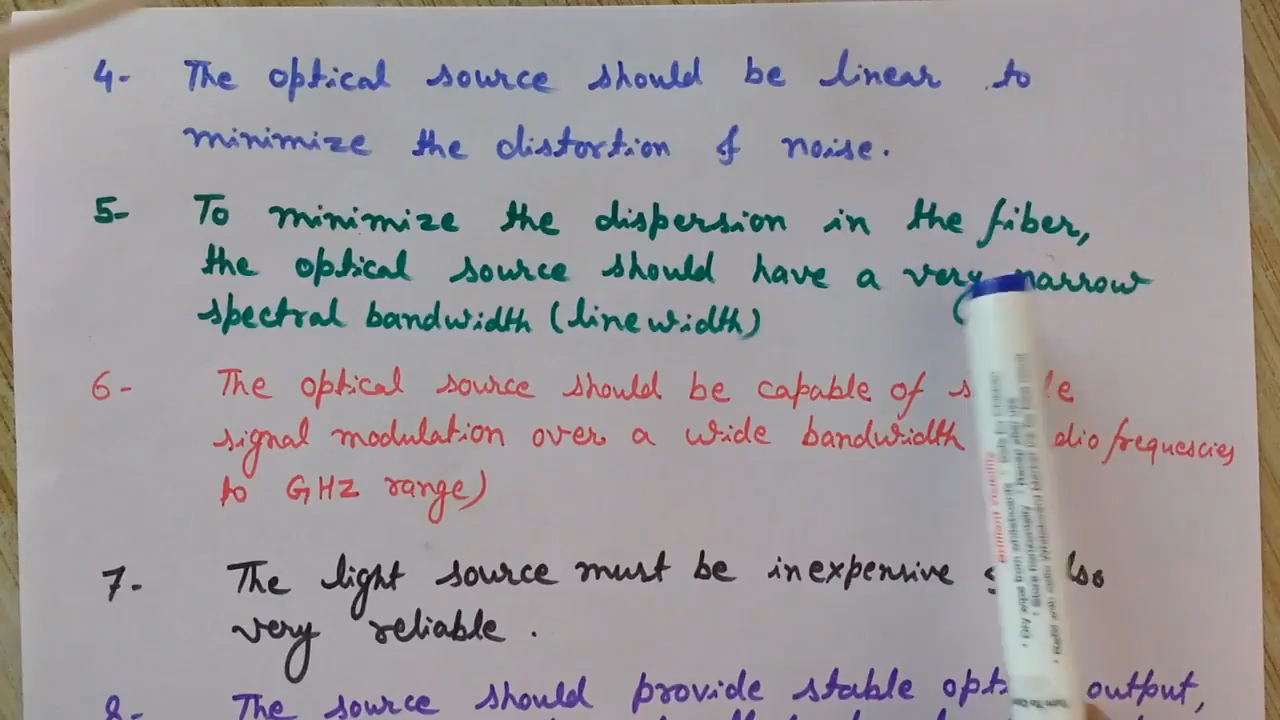 4- The optical source should be linear to
minimize the distortion & noise.
5- To minimize the dispersion in the fiber,
the optical source should have a very narrow
spectral bandwidth (linewidth)
6- The optical source should be capable of
signal modulation over a wide bandwidth dio frequescies
to GHz range)
7- The light source must be inexpensive
very reliable.
8- The source should provide stable output,